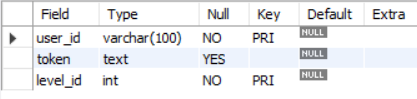 Field Type Null Key Default Extra
user_id varchar(100) NO PRI NULL
token text YES NULL
level_id int NO PRI NULL